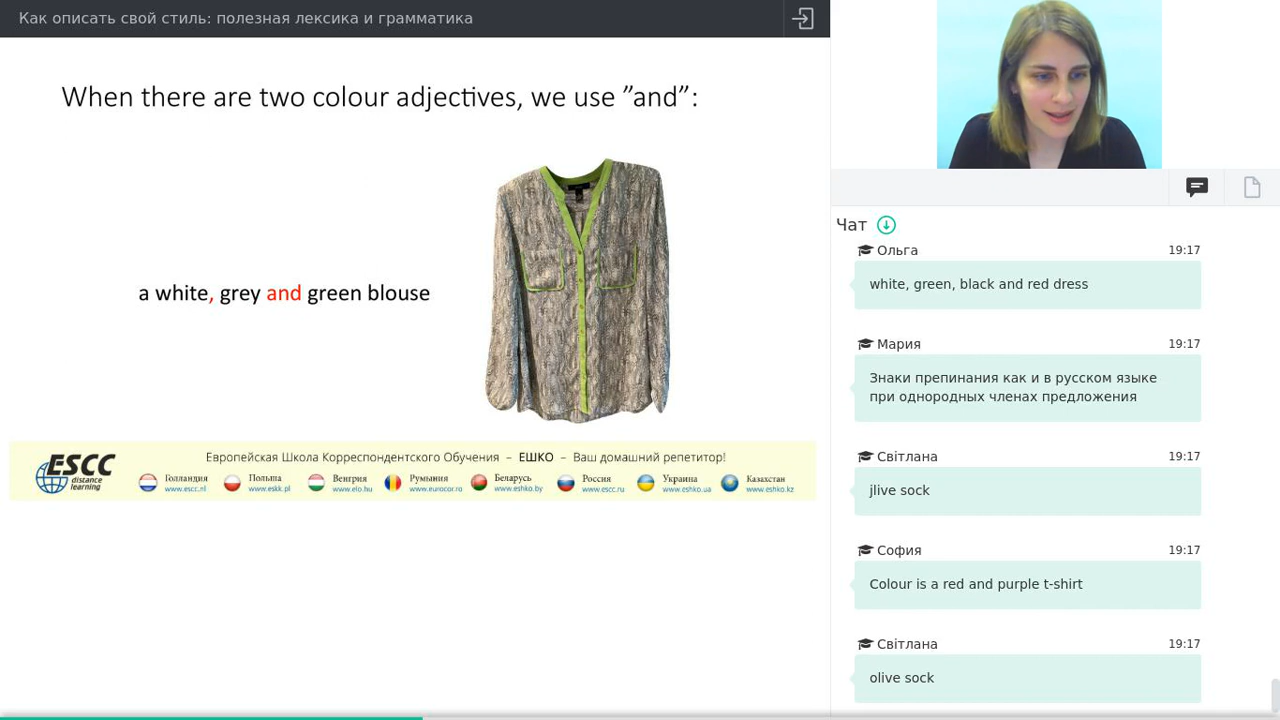 Как описать свой стиль: полезная лексика и грамматика
When there are two colour adjectives, we use ”and”:
a white, grey and green blouse
ESCC
distance
learning
Европейская Школа Корреспондентского Обучения – ЕШКО – Ваш домашний репетитор!
Голландия
www.escc.nl
Польша
www.eskk.pl
Венгрия
www.elo.hu
Румыния
www.eurocor.ro
Беларусь
www.eshko.by
Россия
www.escc.ru
Украина
www.eshko.ua
Казахстан
www.eshko.kz
Чат
Ольга 19:17
white, green, black and red dress
Мария 19:17
Знаки препинания как и в русском языке
при однородных членах предложения
Світлана 19:17
jlive sock
София 19:17
Colour is a red and purple t-shirt
Світлана 19:17
olive sock